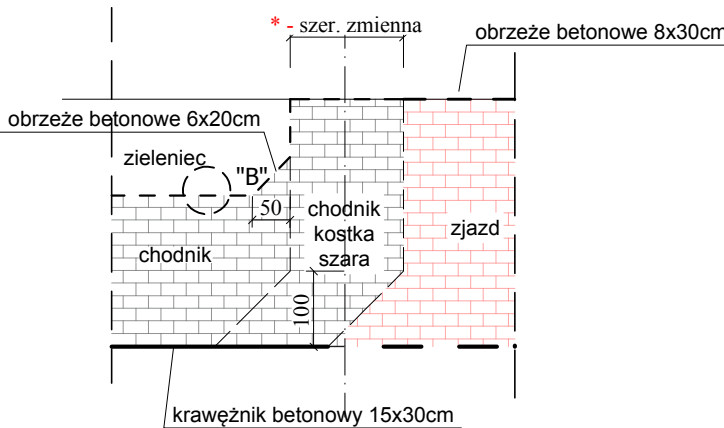 * - szer. zmienna
obrzeże betonowe 8x30cm
obrzeże betonowe 6x20cm
zieleniec
"B"
50
chodnik
kostka
szara
zjazd
chodnik
100
krawężnik betonowy 15x30cm